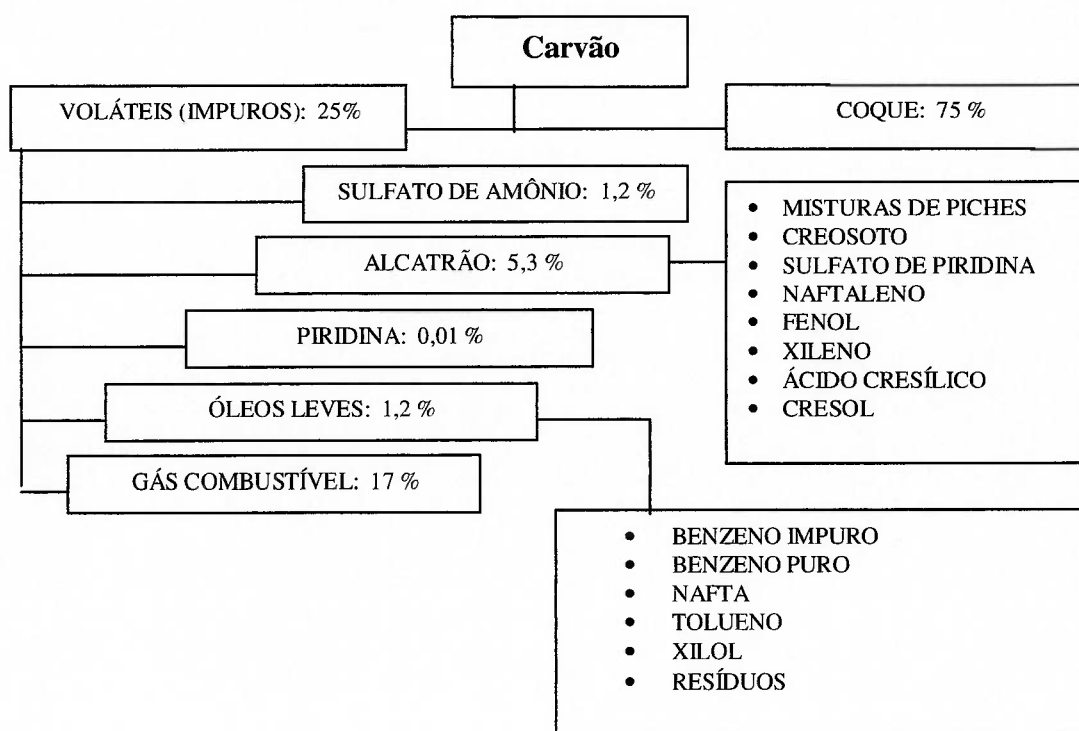 Carvão
VOLÁTEIS (IMPUROS): 25%
COQUE: 75 %
SULFATO DE AMÔNIO: 1,2 %
ALCATRÃO: 5,3 %
PIRIDINA: 0,01 %
ÓLEOS LEVES: 1,2 %
GÁS COMBUSTÍVEL: 17 %
• MISTURAS DE PICHES
• CREOSOTO
• SULFATO DE PIRIDINA
• NAFTALENO
• FENOL
• XILENO
• ÁCIDO CRESÍLICO
• CRESOL
• BENZENO IMPURO
• BENZENO PURO
• NAFTA
• TOLUENO
• XILOL
• RESÍDUOS